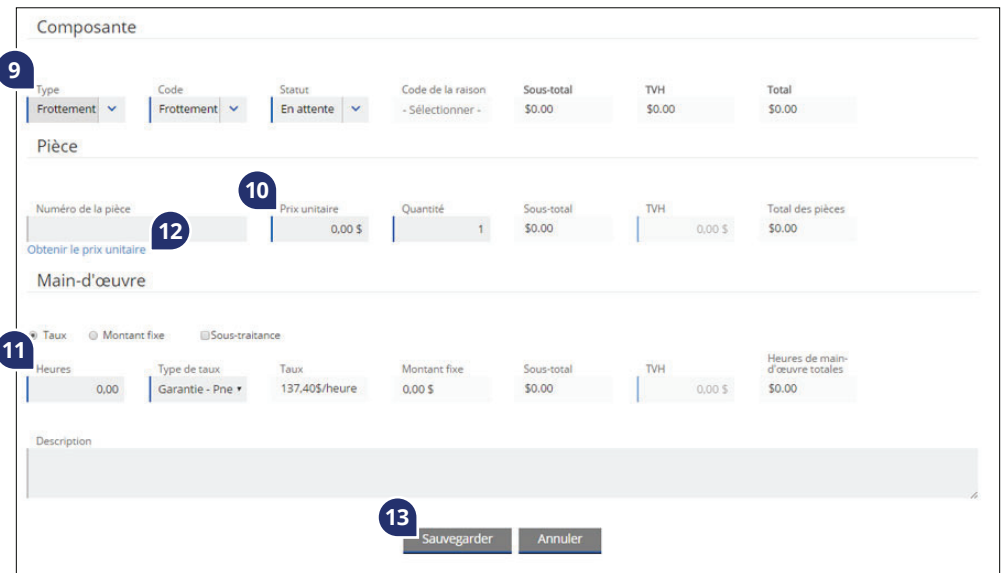 Composante
9
Type Code Statut Code de la raison Sous-total TVH Total
Frottement Frottement En attente - Sélectionner - $0.00 $0.00 $0.00
Pièce
10
Numéro de la pièce Prix unitaire Quantité Sous-total TVH Total des pièces
12 0,00 $ 1 $0.00 0,00 $ $0.00
Obtenir le prix unitaire
Main-d'œuvre
Taux Montant fixe Sous-traitance
11
Heures Type de taux Taux Montant fixe Sous-total TVH Heures de main-
d'œuvre totales
0,00 Garantie - Pne 137,40$/heure 0,00 $ $0.00 0,00 $ $0.00
Description
13
Sauvegarder Annuler